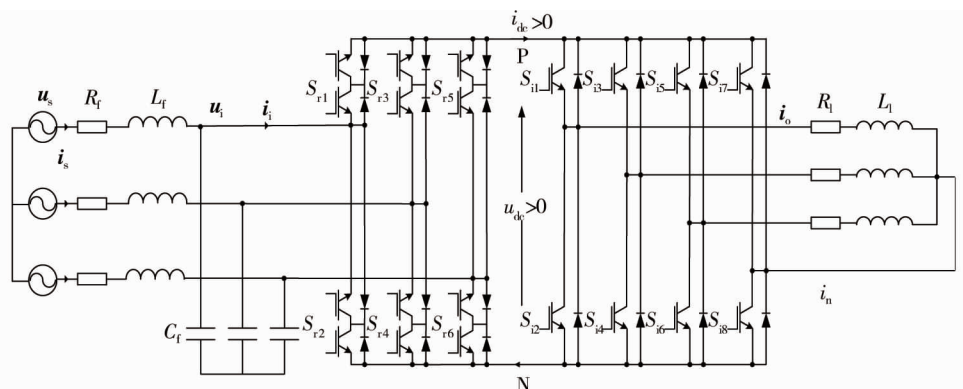 i_dc>0
P
S_r1
S_r3
S_r5
S_i1
S_i3
S_i5
S_i7
u_s
R_f
L_f
u_i
i_i
i_o
R_l
L_l
i_s
u_dc>0
i_n
C_f
S_r2
S_r4
S_r6
S_i2
S_i4
S_i6
S_i8
N